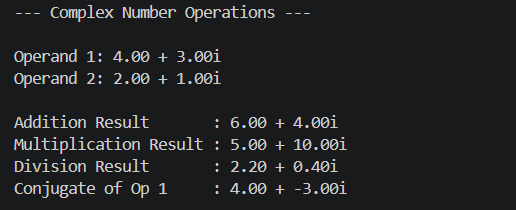 --- Complex Number Operations ---
Operand 1: 4.00 + 3.00i
Operand 2: 2.00 + 1.00i
Addition Result       : 6.00 + 4.00i
Multiplication Result : 5.00 + 10.00i
Division Result       : 2.20 + 0.40i
Conjugate of Op 1     : 4.00 + -3.00i